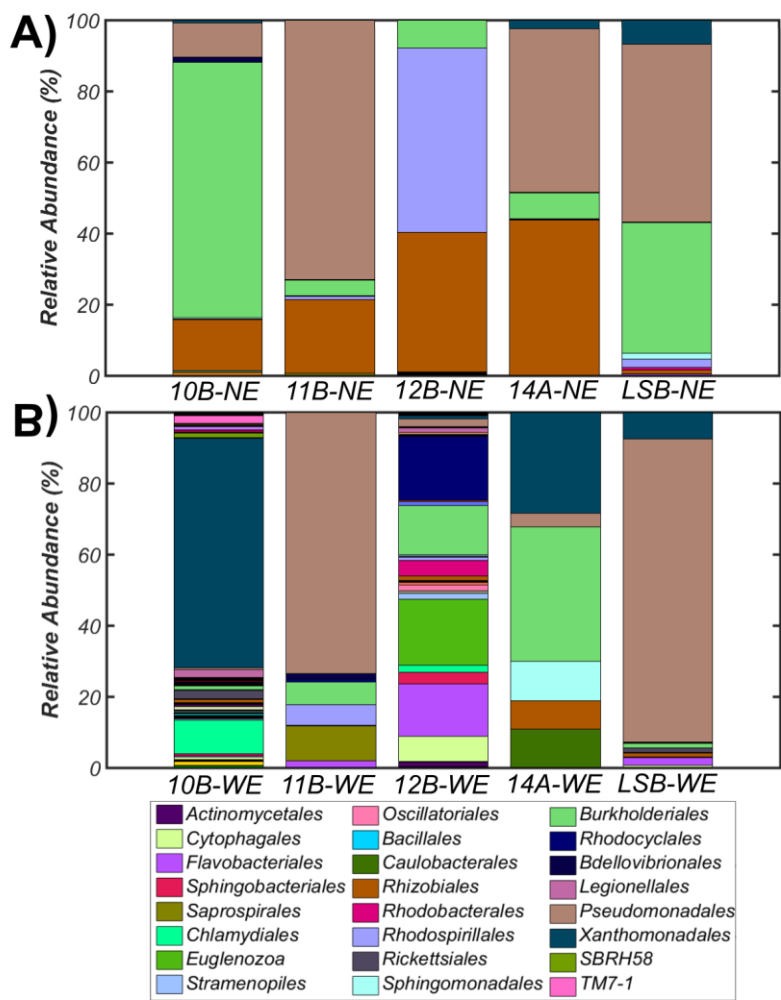 A)
Relative Abundance (%)
100
80
60
40
20
0
10B-NE 11B-NE 12B-NE 14A-NE LSB-NE
B)
Relative Abundance (%)
100
80
60
40
20
0
10B-WE 11B-WE 12B-WE 14A-WE LSB-WE
Actinomycetales Oscillatoriales Burkholderiales
Cytophagales Bacillales Rhodocyclales
Flavobacteriales Caulobacterales Bdellovibrionales
Sphingobacteriales Rhizobiales Legionellales
Saprospirales Rhodobacterales Pseudomonadales
Chlamydiales Rhodospirillales Xanthomonadales
Euglenozoa Rickettsiales SBRH58
Stramenopiles Sphingomonadales TM7-1